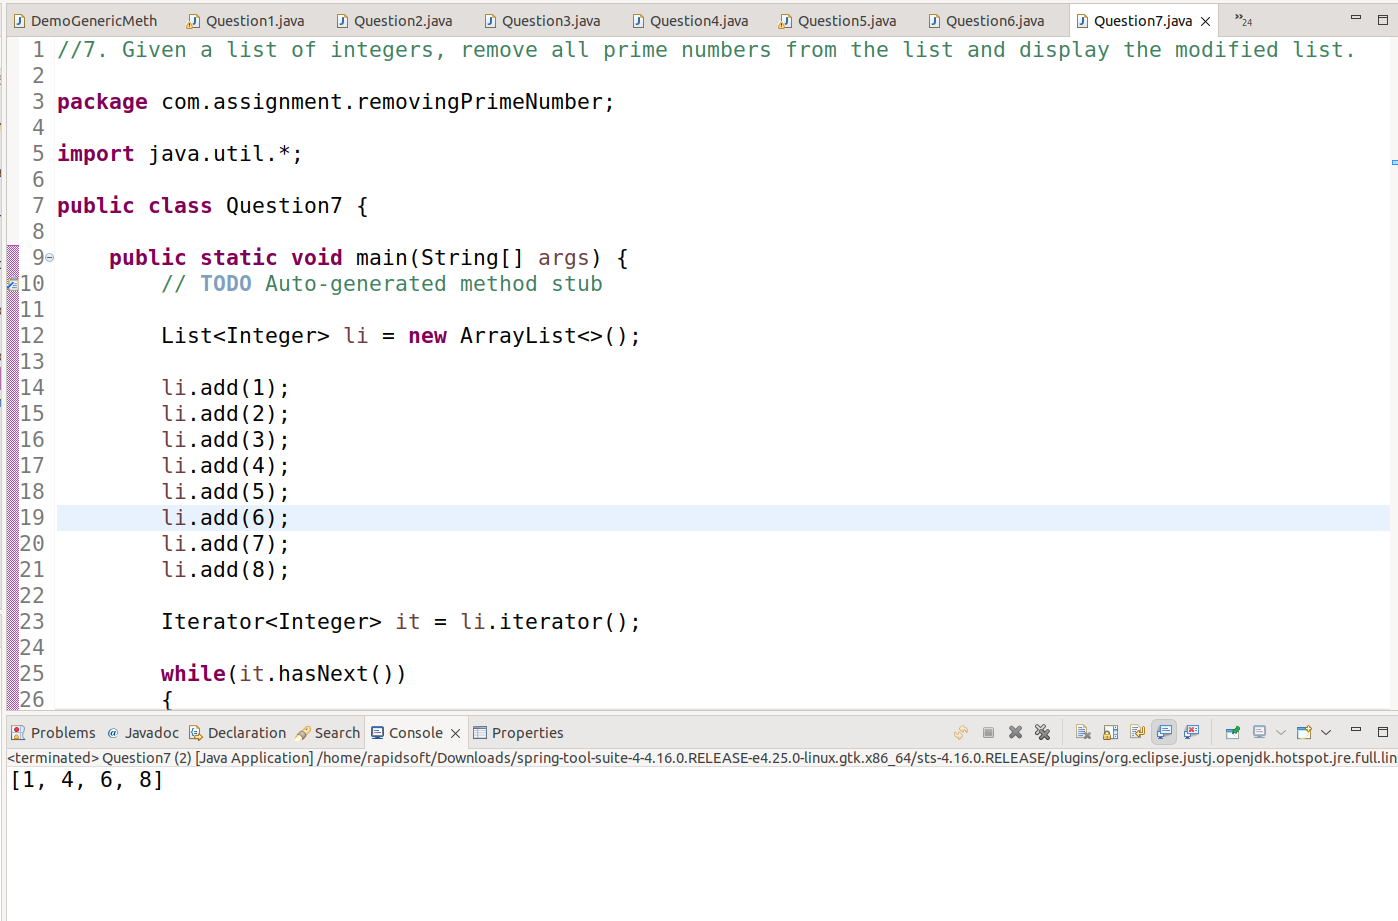 DemoGenericMeth Question1.java Question2.java Question3.java Question4.java Question5.java Question6.java Question7.java »24
1 //7. Given a list of integers, remove all prime numbers from the list and display the modified list.
2
3 package com.assignment.removingPrimeNumber;
4
5 import java.util.*;
6
7 public class Question7 {
8
9 public static void main(String[] args) {
10 // TODO Auto-generated method stub
11
12 List<Integer> li = new ArrayList<>();
13
14 li.add(1);
15 li.add(2);
16 li.add(3);
17 li.add(4);
18 li.add(5);
19 li.add(6);
20 li.add(7);
21 li.add(8);
22
23 Iterator<Integer> it = li.iterator();
24
25 while(it.hasNext())
26 {
Problems @ Javadoc Declaration Search Console Properties
<terminated> Question7 (2) [Java Application] /home/rapidsoft/Downloads/spring-tool-suite-4-4.16.0.RELEASE-e4.25.0-linux.gtk.x86_64/sts-4.16.0.RELEASE/plugins/org.eclipse.justj.openjdk.hotspot.jre.full.lin
[1, 4, 6, 8]